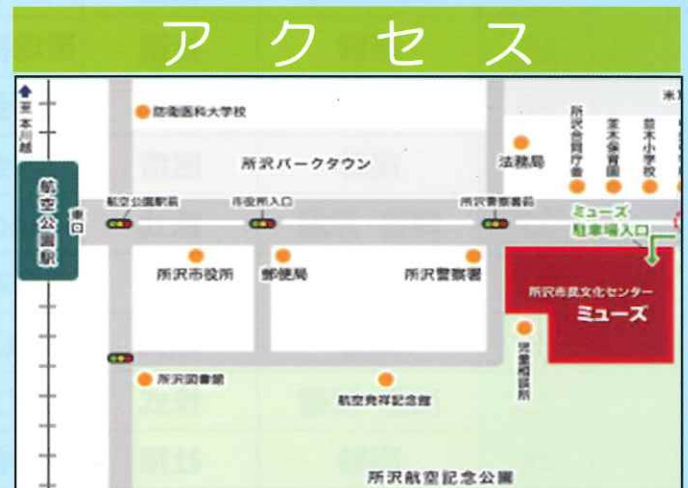 アクセス
至本川越
防衛医科大学校
所沢パークタウン
法務局
所沢合同庁舎
並木保育園
並木小学校
航空公園駅
東口
航空公園駅前
市役所入口
所沢警察署前
ミューズ
駐車場入口
所沢市役所
郵便局
所沢警察署
所沢市民文化センター
ミューズ
児童相談所
所沢図書館
航空発祥記念館
所沢航空記念公園